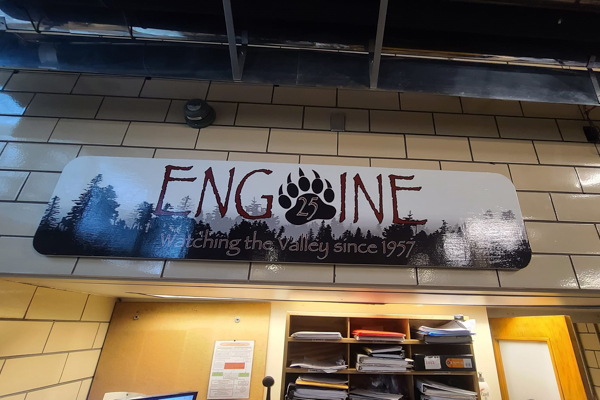 ENG 25 INE
Watching the Valley since 1957